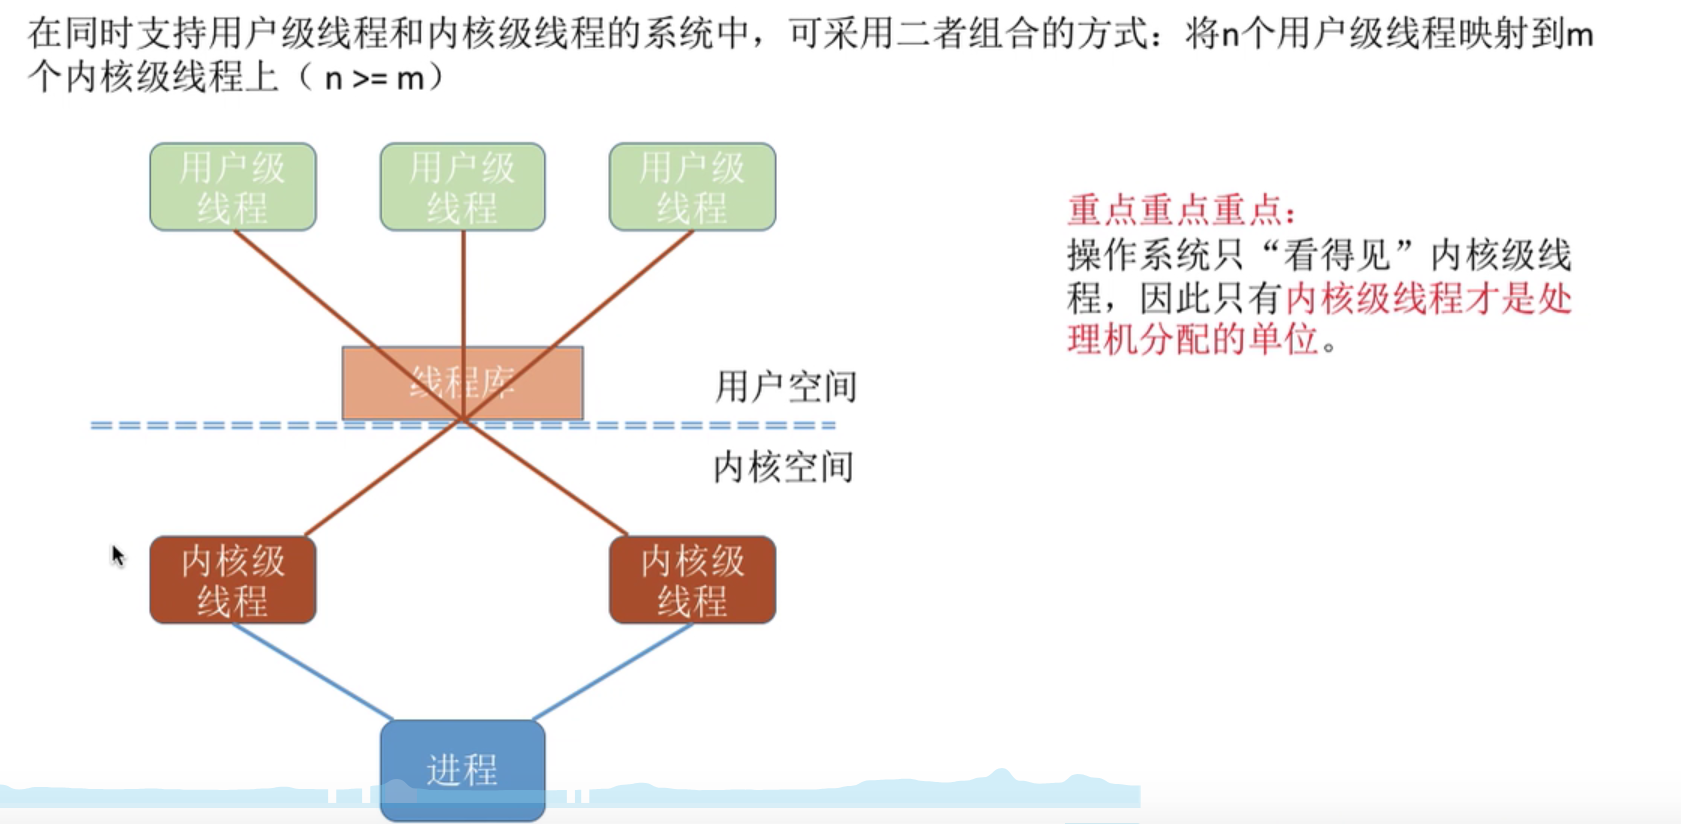 在同时支持用户级线程和内核级线程的系统中，可采用二者组合的方式：将n个用户级线程映射到m
个内核级线程上（ n >= m）
用户级
线程
用户级
线程
用户级
线程
重点重点重点：
操作系统只“看得见”内核级线
程，因此只有内核级线程才是处
理机分配的单位。
线程库
用户空间
内核空间
内核级
线程
内核级
线程
进程